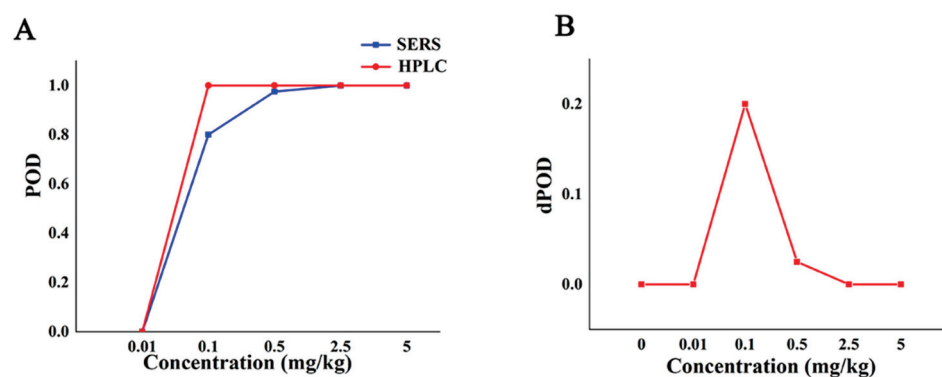 A
SERS
HPLC
POD
1.0
0.8
0.6
0.4
0.2
0.0
0.01 0.1 0.5 2.5 5
Concentration (mg/kg)
B
dPOD
0.2
0.1
0.0
0 0.01 0.1 0.5 2.5 5
Concentration (mg/kg)